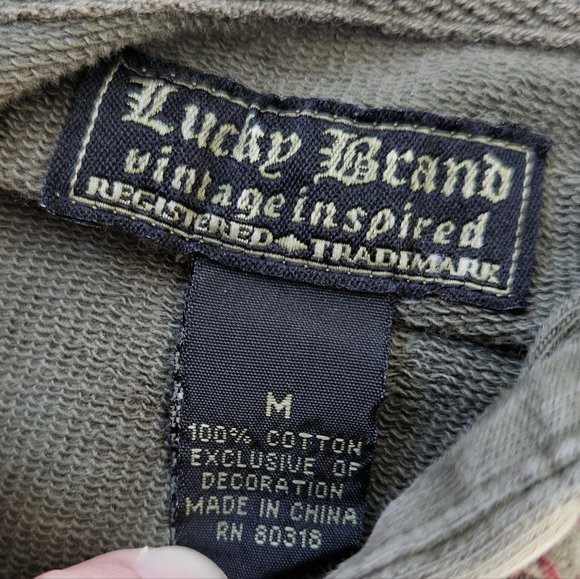 Lucky Brand
vintage inspired
REGISTERED TRADEMARK
M
100% COTTON
EXCLUSIVE OF
DECORATION
MADE IN CHINA
RN 80318